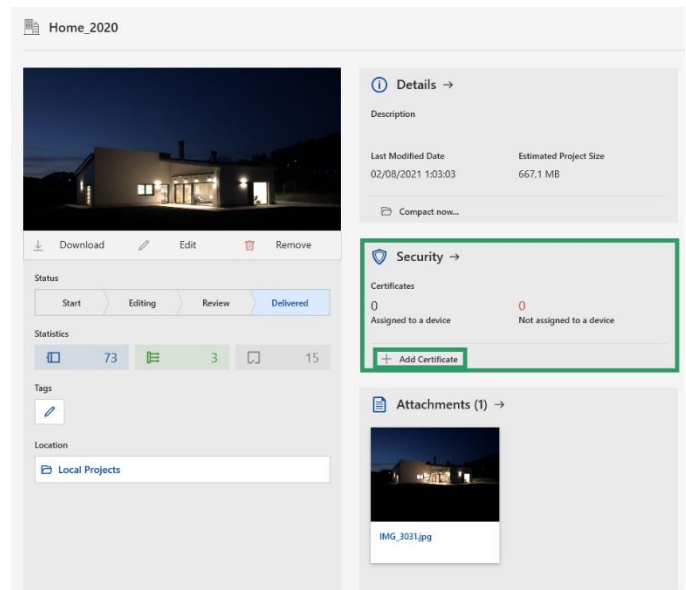 Home_2020
Download Edit Remove
Status
Start Editing Review Delivered
Statistics
73 3 15
Tags
Location
Local Projects
Details →
Description
Last Modified Date Estimated Project Size
02/08/2021 1:03:03 667,1 MB
Compact now...
Security →
Certificates
0 0
Assigned to a device Not assigned to a device
+ Add Certificate
Attachments (1) →
IMG_3031.jpg